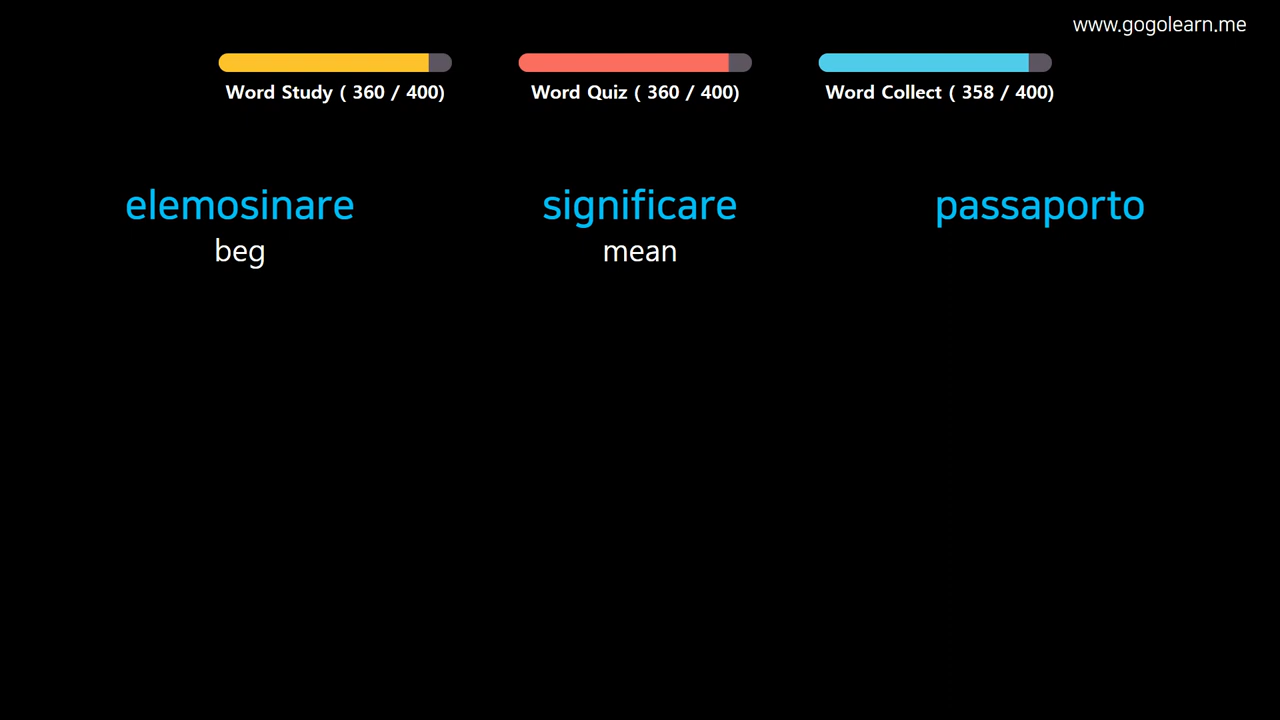 www.gogolearn.me
Word Study ( 360 / 400)
Word Quiz ( 360 / 400)
Word Collect ( 358 / 400)
elemosinare
beg
significare
mean
passaporto